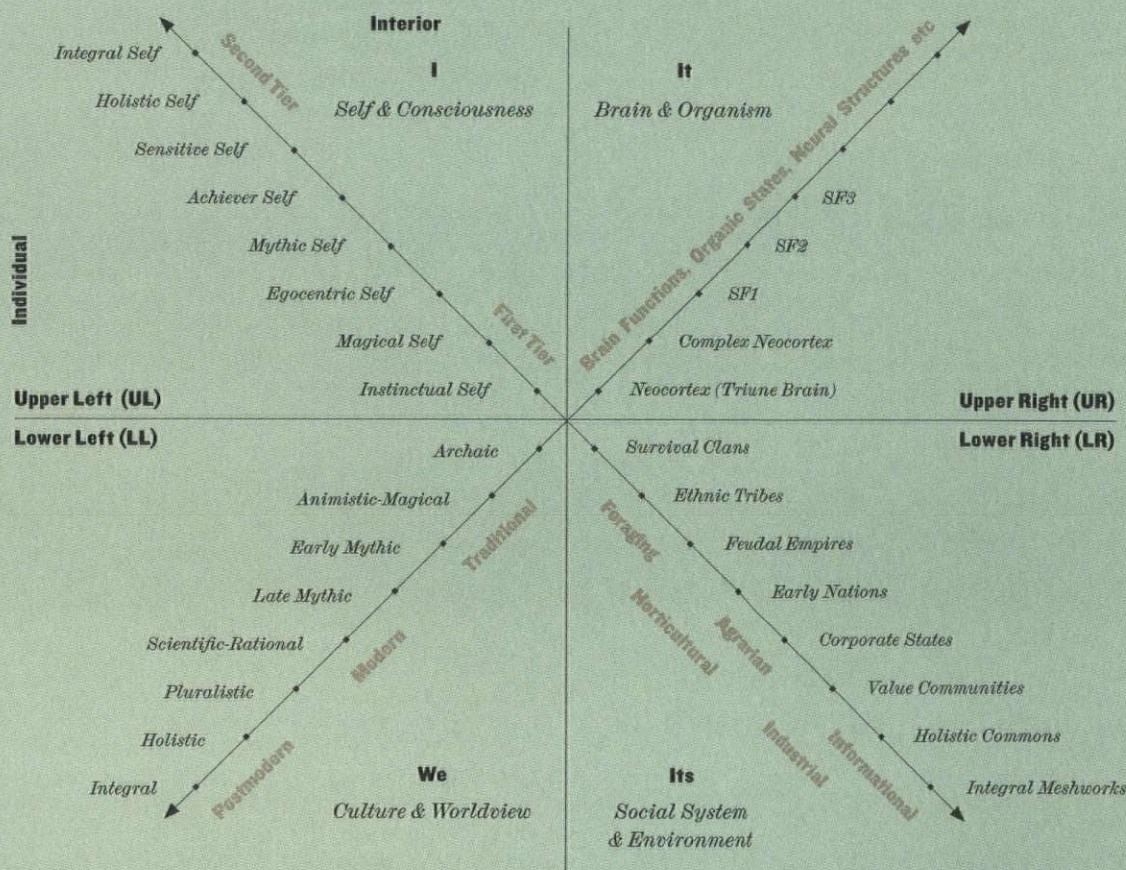 Interior
I
Self & Consciousness
It
Brain & Organism
Individual
Second Tier
First Tier
Integral Self
Holistic Self
Sensitive Self
Achiever Self
Mythic Self
Egocentric Self
Magical Self
Instinctual Self
Brain Functions, Organic States, Neural Structures etc
SF3
SF2
SF1
Complex Neocortex
Neocortex (Triune Brain)
Upper Left (UL)
Upper Right (UR)
Lower Left (LL)
Lower Right (LR)
Archaic
Animistic-Magical
Early Mythic
Late Mythic
Scientific-Rational
Pluralistic
Holistic
Integral
Traditional
Modern
Postmodern
We
Culture & Worldview
Survival Clans
Ethnic Tribes
Feudal Empires
Early Nations
Corporate States
Value Communities
Holistic Commons
Integral Meshworks
Foraging
Horticultural
Agrarian
Industrial
Informational
Its
Social System
& Environment